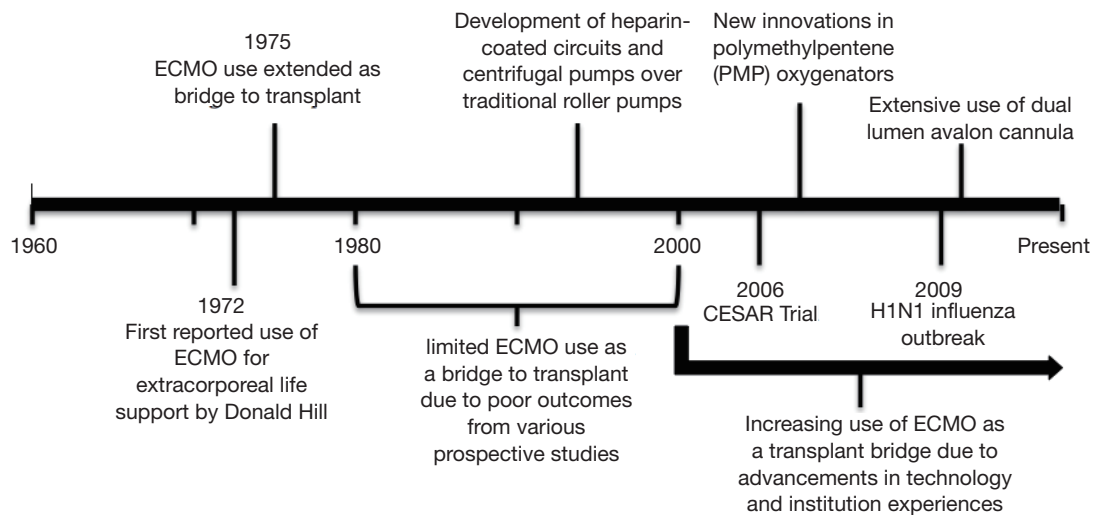 1975
ECMO use extended as
bridge to transplant
Development of heparin-
coated circuits and
centrifugal pumps over
traditional roller pumps
New innovations in
polymethylpentene
(PMP) oxygenators
Extensive use of dual
lumen avalon cannula
1960
1980
2000
Present
1972
First reported use of
ECMO for
extracorporeal life
support by Donald Hill
limited ECMO use as
a bridge to transplant
due to poor outcomes
from various
prospective studies
2006
CESAR Trial
2009
H1N1 influenza
outbreak
Increasing use of ECMO as
a transplant bridge due to
advancements in technology
and institution experiences